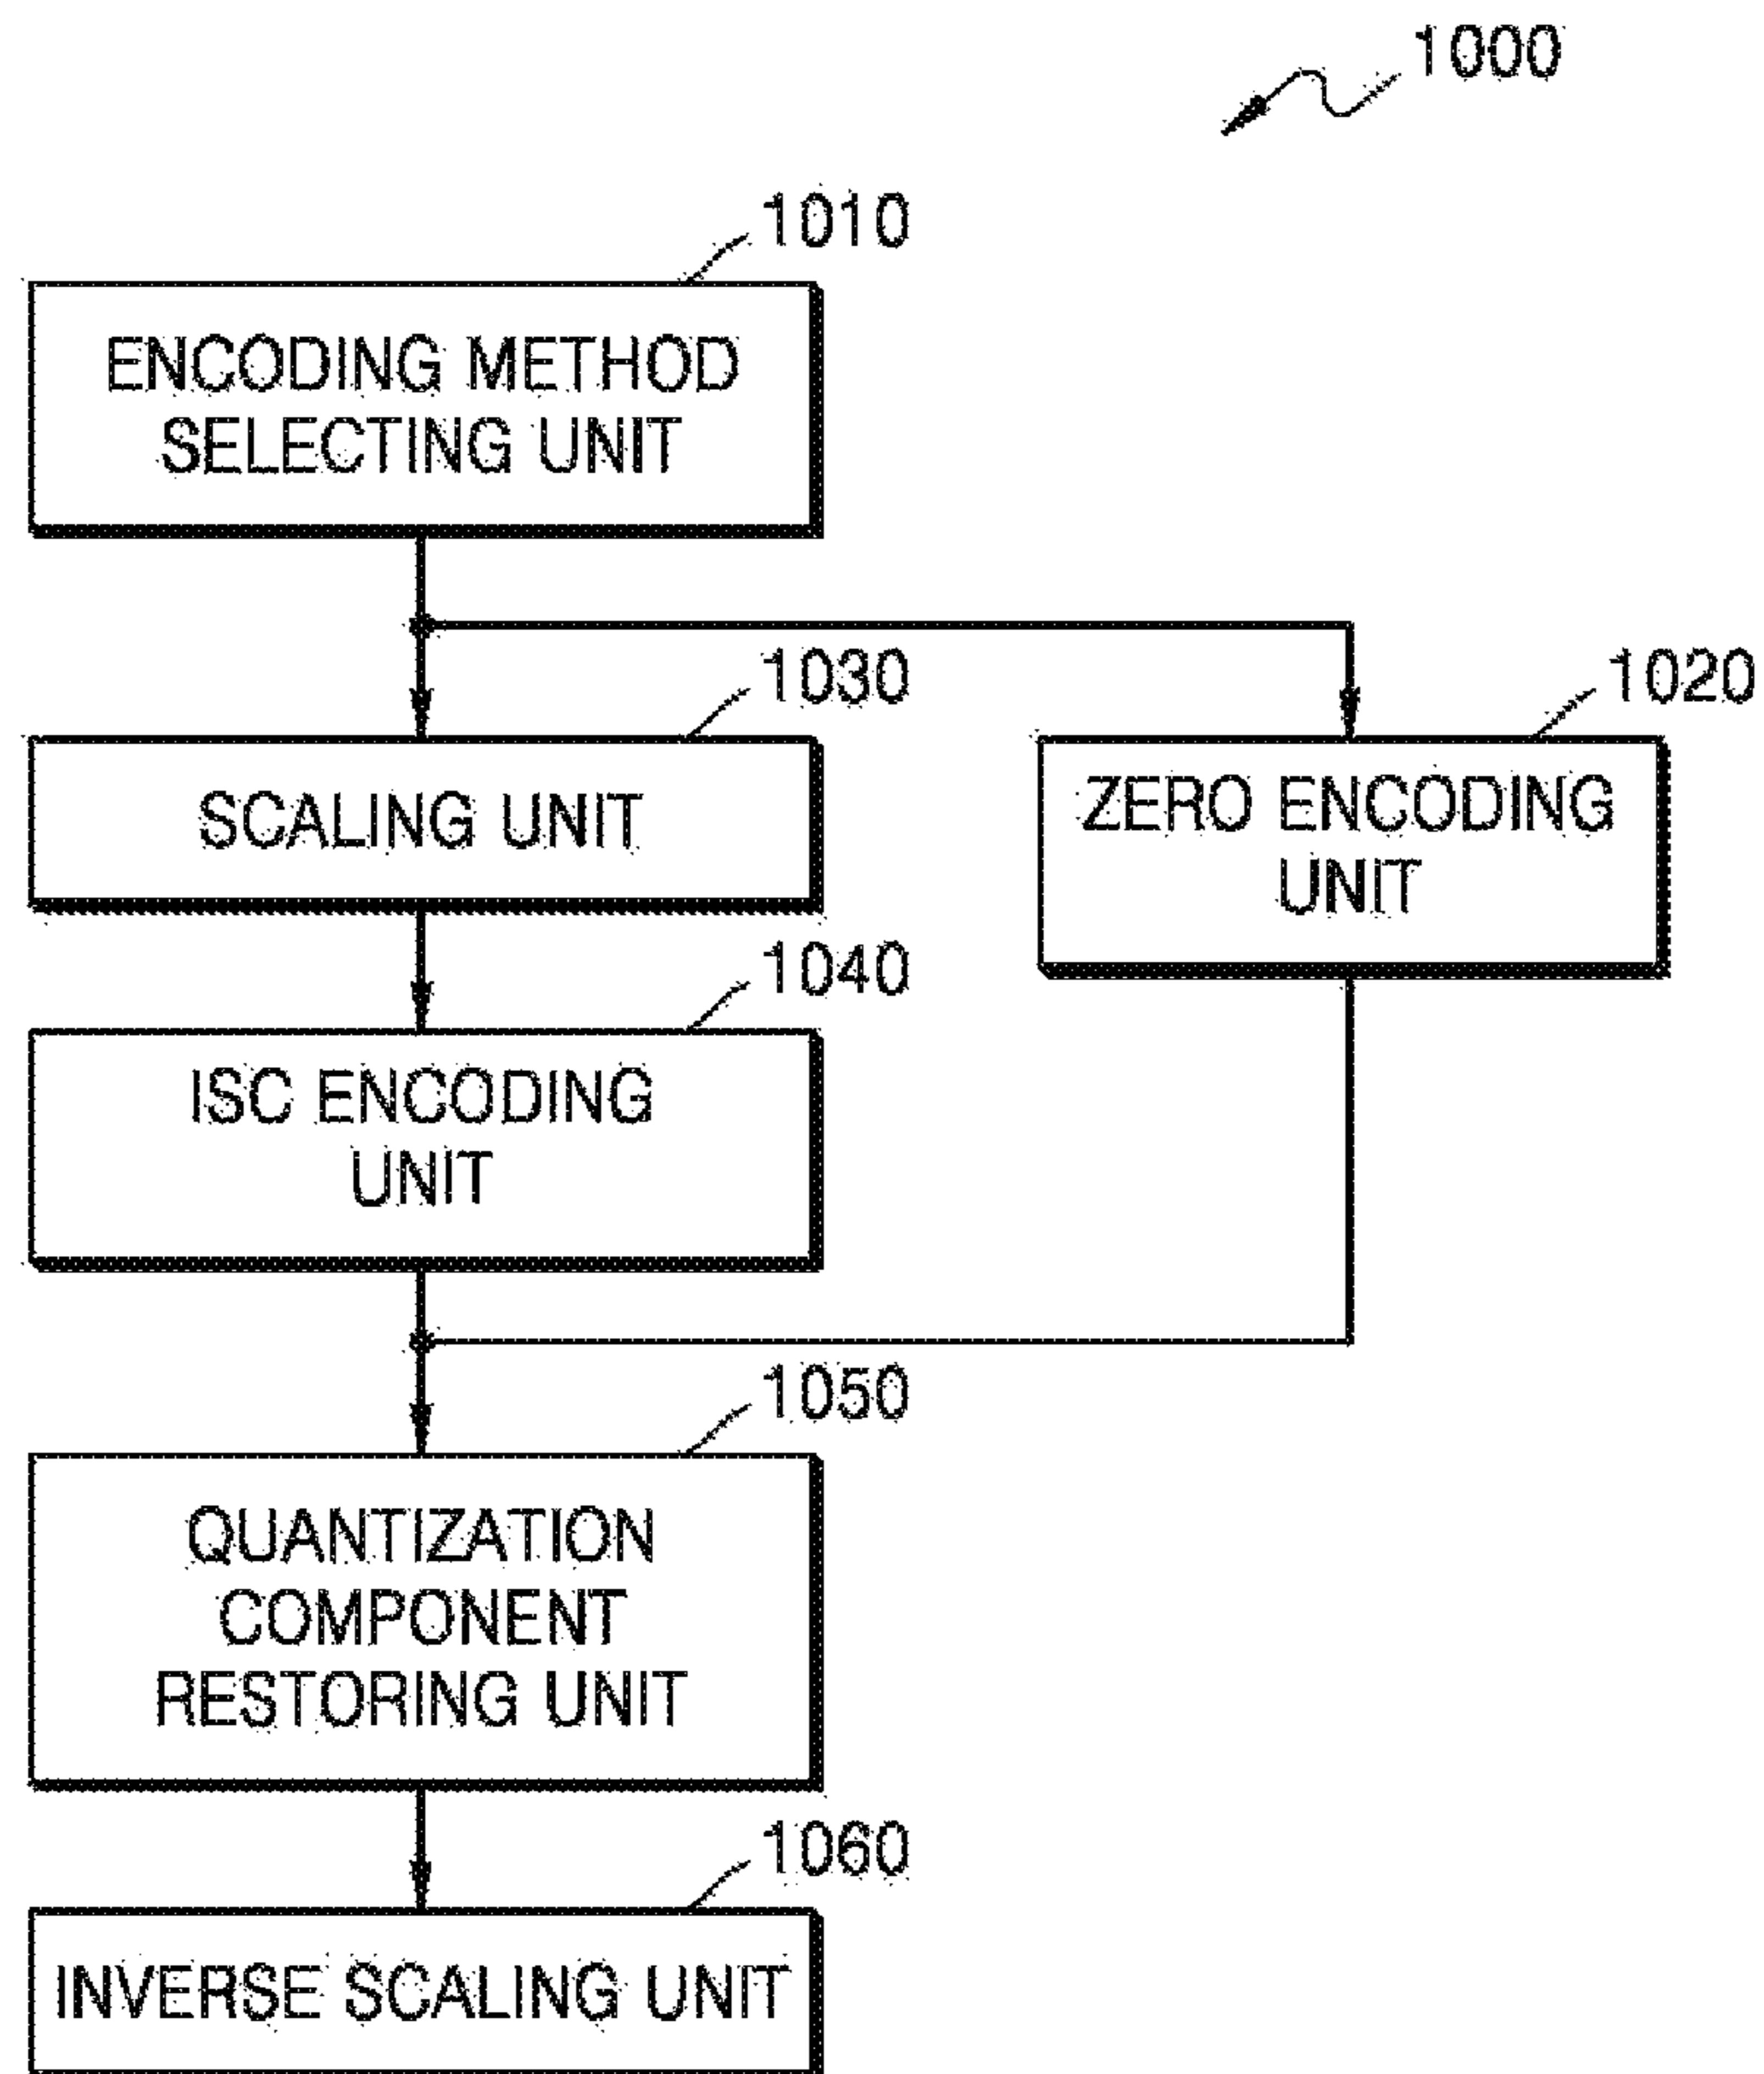 1000
1010
ENCODING METHOD
SELECTING UNIT
1030
SCALING UNIT
1020
ZERO ENCODING
UNIT
1040
ISC ENCODING
UNIT
1050
QUANTIZATION
COMPONENT
RESTORING UNIT
1060
INVERSE SCALING UNIT